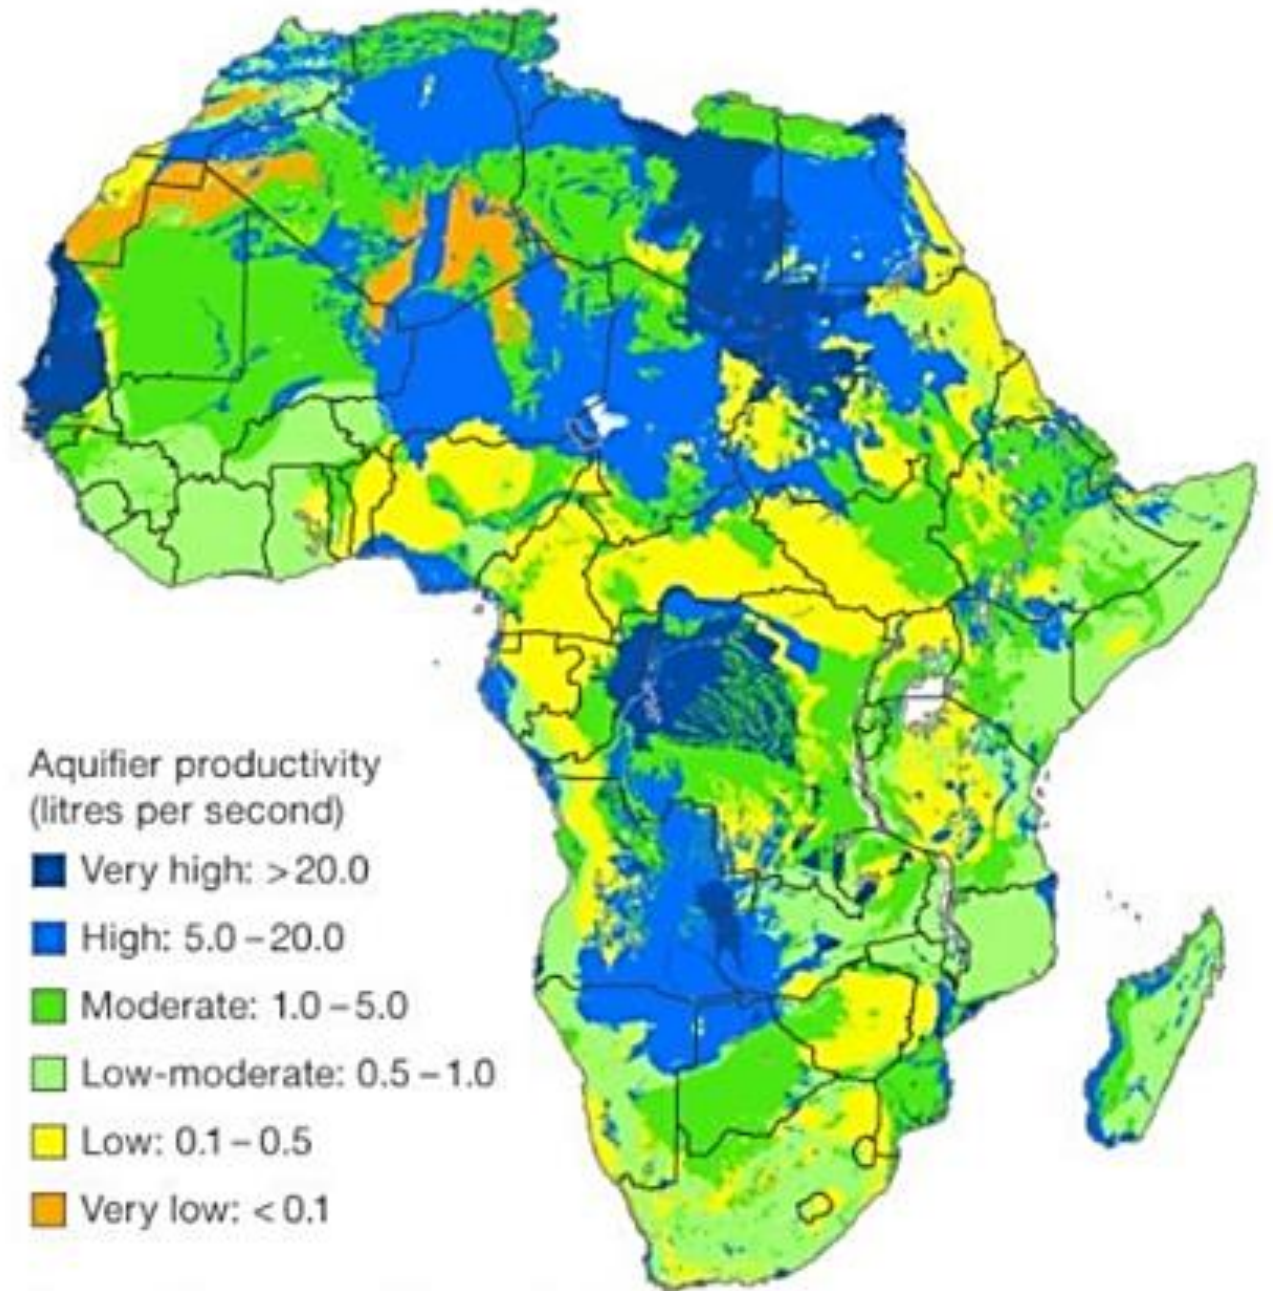 Aquifier productivity
(litres per second)
Very high: >20.0
High: 5.0–20.0
Moderate: 1.0–5.0
Low-moderate: 0.5–1.0
Low: 0.1–0.5
Very low: <0.1